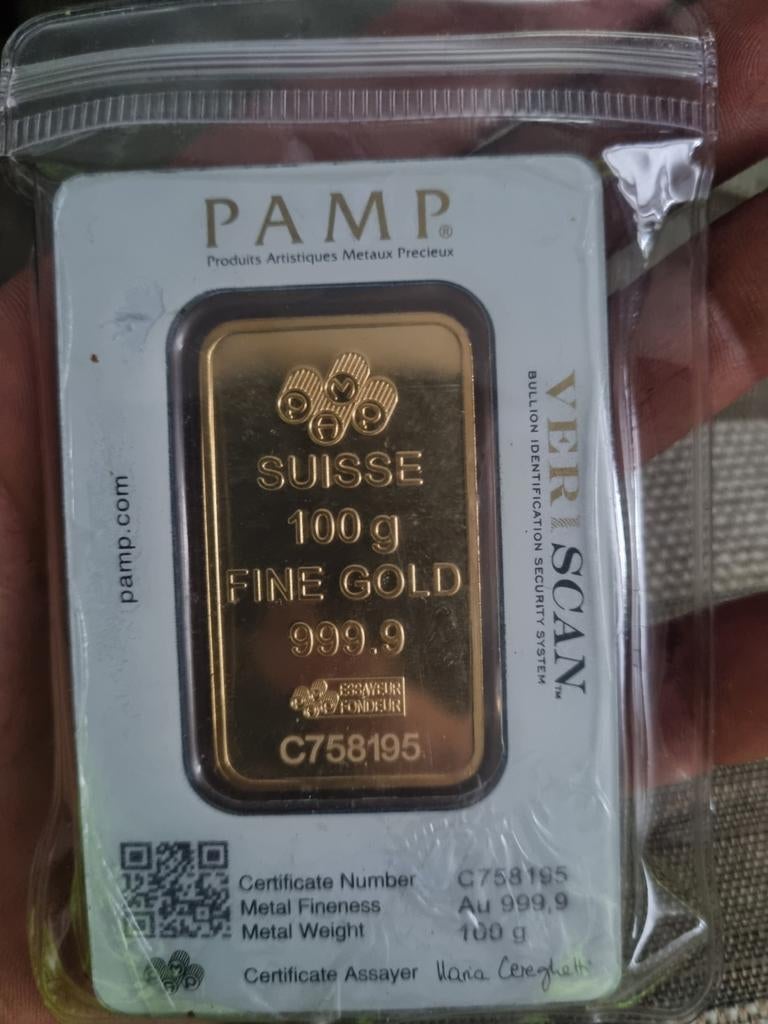 PAMP®
Produits Artistiques Metaux Precieux
P A M P
SUISSE
100 g
FINE GOLD
999.9
ESSAYEUR
FONDEUR
C758195
pamp.com
VERISCAN™
BULLION IDENTIFICATION SECURITY SYSTEM
Certificate Number C758195
Metal Fineness Au 999,9
Metal Weight 100 g
Certificate Assayer